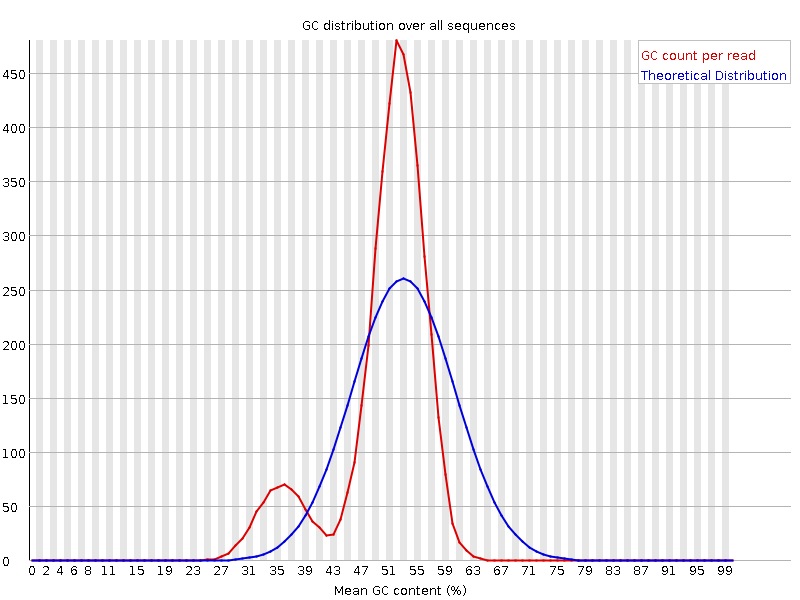 GC distribution over all sequences
GC count per read
Theoretical Distribution
450
400
350
300
250
200
150
100
50
0
0 2 4 6 8 11 15 19 23 27 31 35 39 43 47 51 55 59 63 67 71 75 79 83 87 91 95 99
Mean GC content (%)